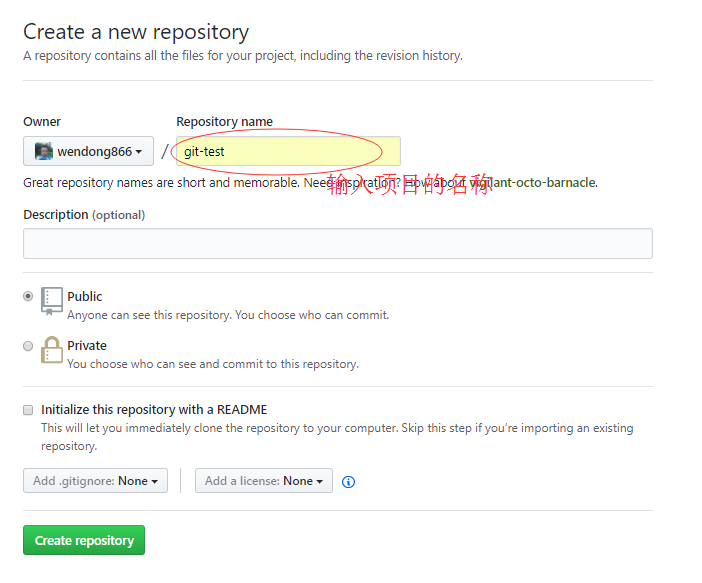 Create a new repository
A repository contains all the files for your project, including the revision history.
Owner
Repository name
wendong866 / git-test
输入项目的名称
Great repository names are short and memorable. Need inspiration? How about vigilant-octo-barnacle.
Description (optional)
Public
Anyone can see this repository. You choose who can commit.
Private
You choose who can see and commit to this repository.
Initialize this repository with a README
This will let you immediately clone the repository to your computer. Skip this step if you're importing an existing
repository.
Add .gitignore: None
Add a license: None
Create repository